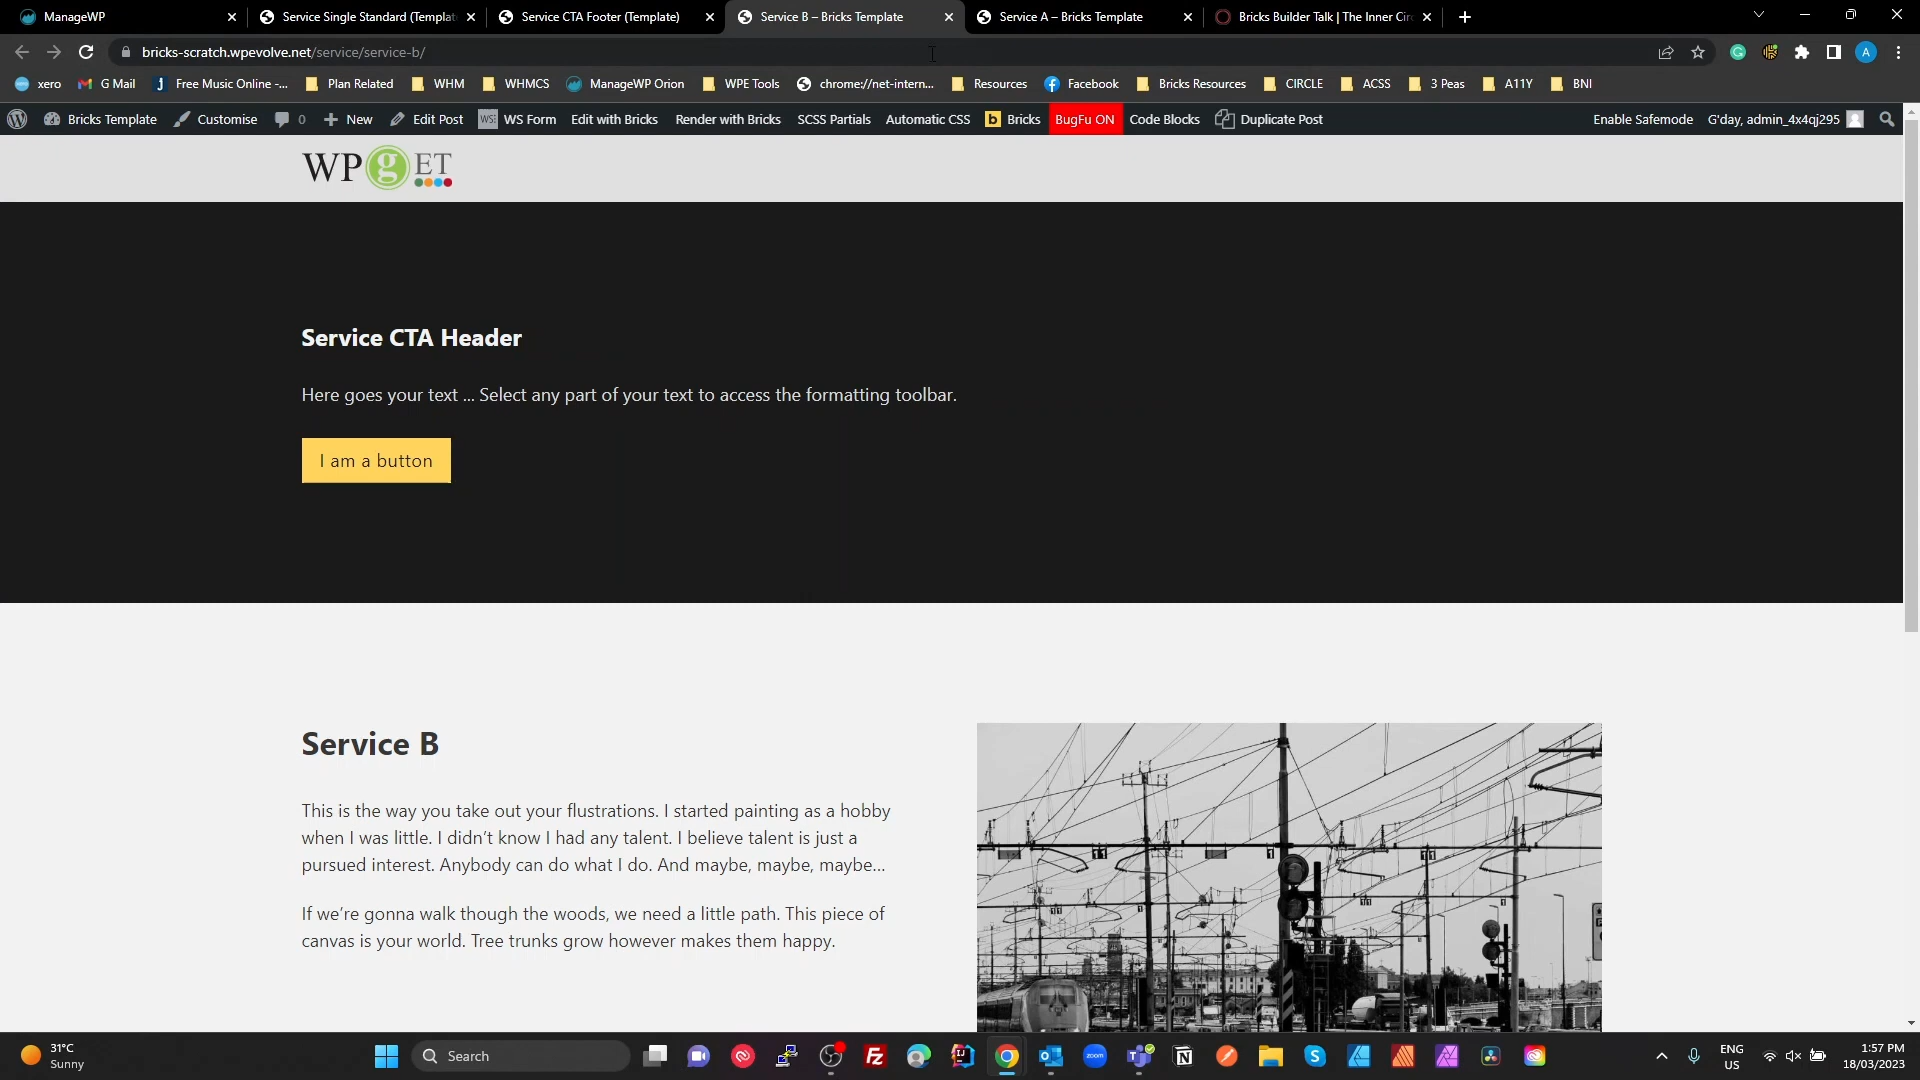 ManageWP
Service Single Standard (Templat
Service CTA Footer (Template)
Service B – Bricks Template
Service A – Bricks Template
Bricks Builder Talk | The Inner Circ
bricks-scratch.wpevolve.net/service/service-b/
xero
G Mail
Free Music Online -...
Plan Related
WHM
WHMCS
ManageWP Orion
WPE Tools
chrome://net-intern...
Resources
Facebook
Bricks Resources
CIRCLE
ACSS
3 Peas
A11Y
BNI
Bricks Template
Customise
0
New
Edit Post
WS Form
Edit with Bricks
Render with Bricks
SCSS Partials
Automatic CSS
Bricks
BugFu ON
Code Blocks
Duplicate Post
Enable Safemode
G'day, admin_4x4qj295
WPgET
Service CTA Header
Here goes your text ... Select any part of your text to access the formatting toolbar.
I am a button
Service B
This is the way you take out your flustrations. I started painting as a hobby
when I was little. I didn’t know I had any talent. I believe talent is just a
pursued interest. Anybody can do what I do. And maybe, maybe, maybe…
If we’re gonna walk though the woods, we need a little path. This piece of
canvas is your world. Tree trunks grow however makes them happy.
31°C
Sunny
Search
zoom
ENG
US
1:57 PM
18/03/2023